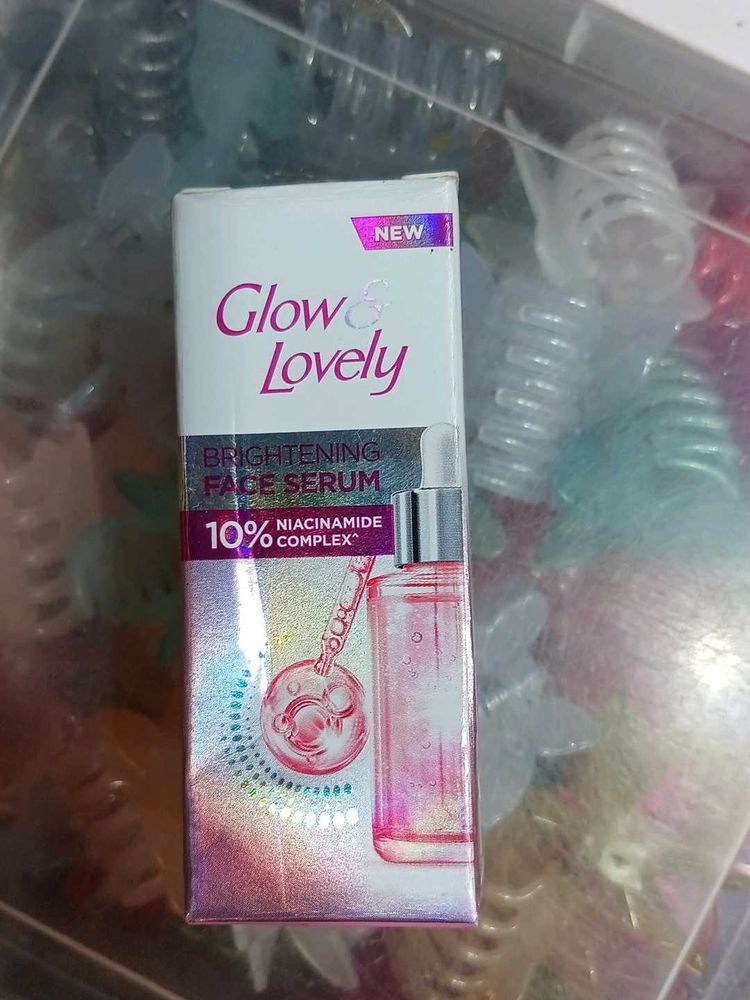 NEW
Glow &
Lovely
BRIGHTENING
FACE SERUM
10% NIACINAMIDE
COMPLEX^